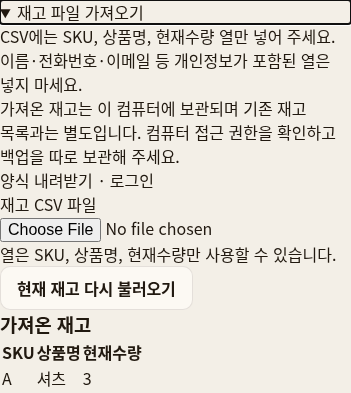 ▼ 재고 파일 가져오기
CSV에는 SKU, 상품명, 현재수량 열만 넣어 주세요.
이름·전화번호·이메일 등 개인정보가 포함된 열은
넣지 마세요.
가져온 재고는 이 컴퓨터에 보관되며 기존 재고
목록과는 별도입니다. 컴퓨터 접근 권한을 확인하고
백업을 따로 보관해 주세요.
양식 내려받기 · 로그인
재고 CSV 파일
Choose File No file chosen
열은 SKU, 상품명, 현재수량만 사용할 수 있습니다.
현재 재고 다시 불러오기
가져온 재고
SKU 상품명 현재수량
A 셔츠 3